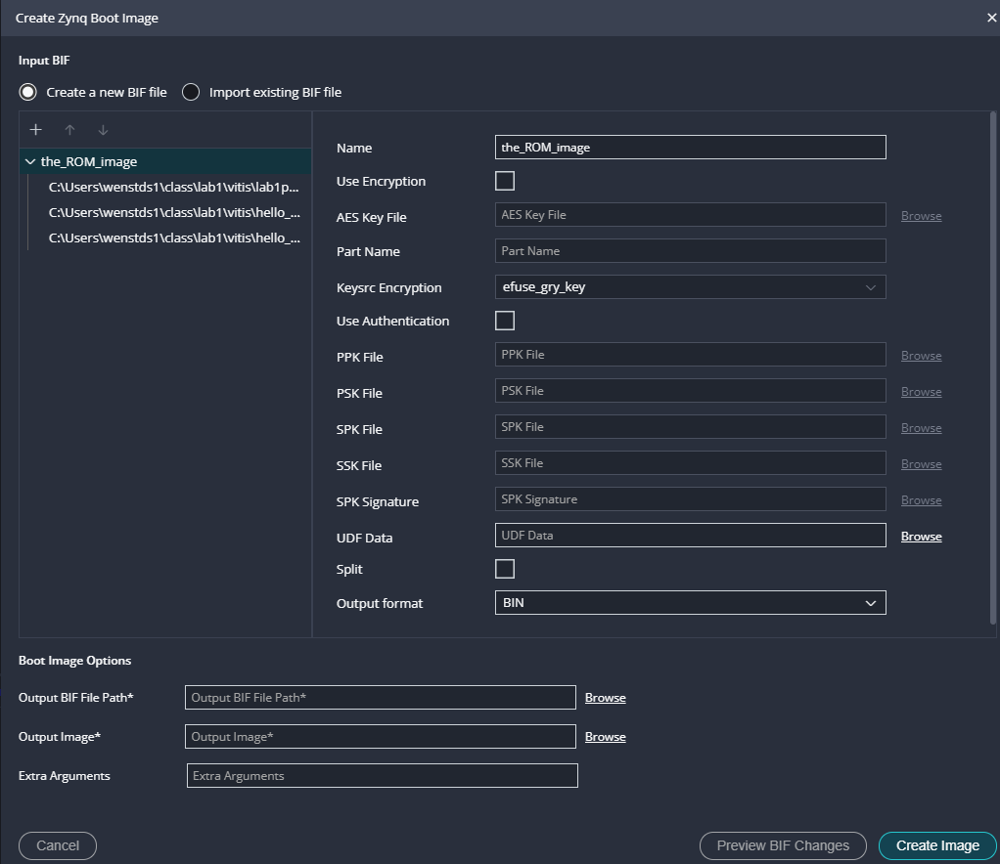 Create Zynq Boot Image
Input BIF
Create a new BIF file Import existing BIF file
the_ROM_image
C:\Users\wenstds1\class\lab1\vitis\lab1p...
C:\Users\wenstds1\class\lab1\vitis\hello_...
C:\Users\wenstds1\class\lab1\vitis\hello_...
Name the_ROM_image
Use Encryption
AES Key File AES Key File Browse
Part Name Part Name
Keysrc Encryption efuse_gry_key
Use Authentication
PPK File PPK File Browse
PSK File PSK File Browse
SPK File SPK File Browse
SSK File SSK File Browse
SPK Signature SPK Signature Browse
UDF Data UDF Data Browse
Split
Output format BIN
Boot Image Options
Output BIF File Path* Output BIF File Path* Browse
Output Image* Output Image* Browse
Extra Arguments Extra Arguments
Cancel Preview BIF Changes Create Image